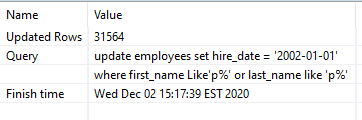 Name Value
Updated Rows 31564
Query update employees set hire_date = '2002-01-01'
where first_name Like'p%' or last_name like 'p%'
Finish time Wed Dec 02 15:17:39 EST 2020